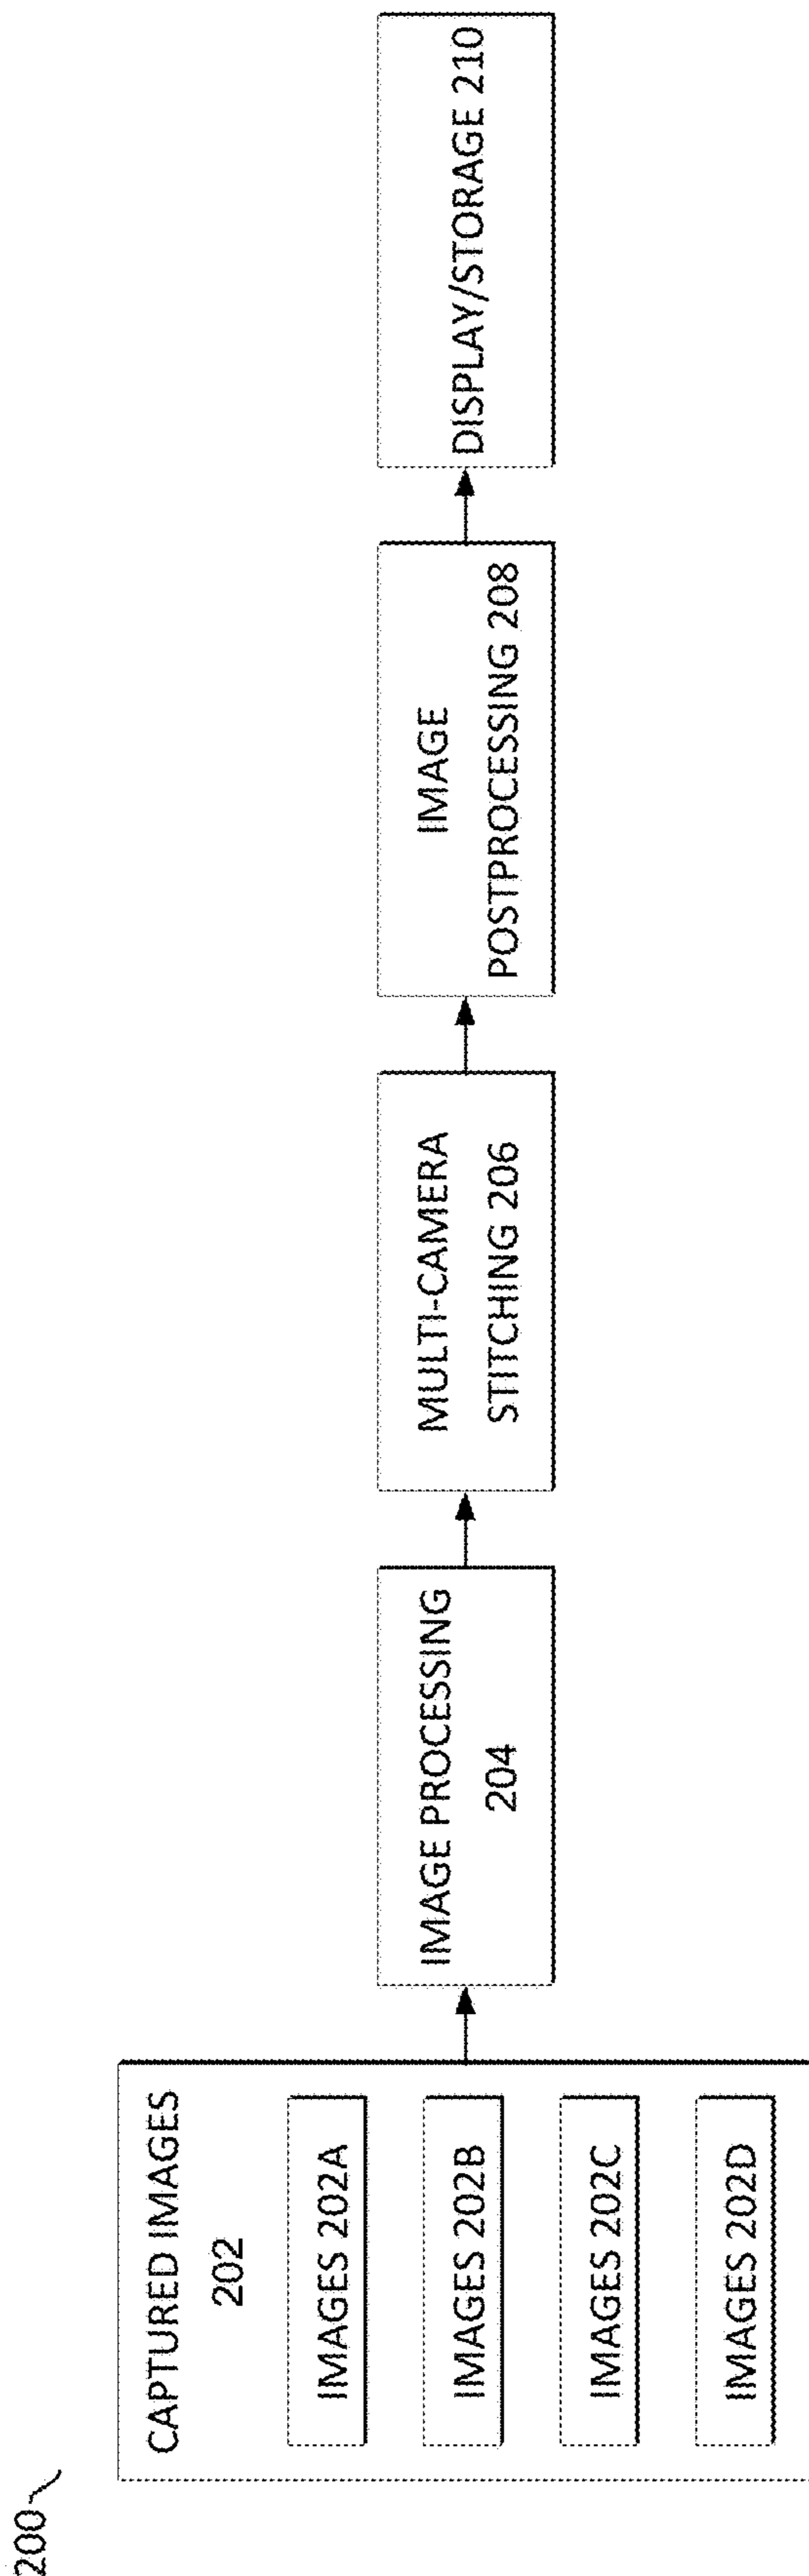 200
CAPTURED IMAGES
202
IMAGES 202A
IMAGES 202B
IMAGES 202C
IMAGES 202D
IMAGE PROCESSING
204
MULTI-CAMERA
STITCHING 206
IMAGE
POSTPROCESSING 208
DISPLAY/STORAGE 210